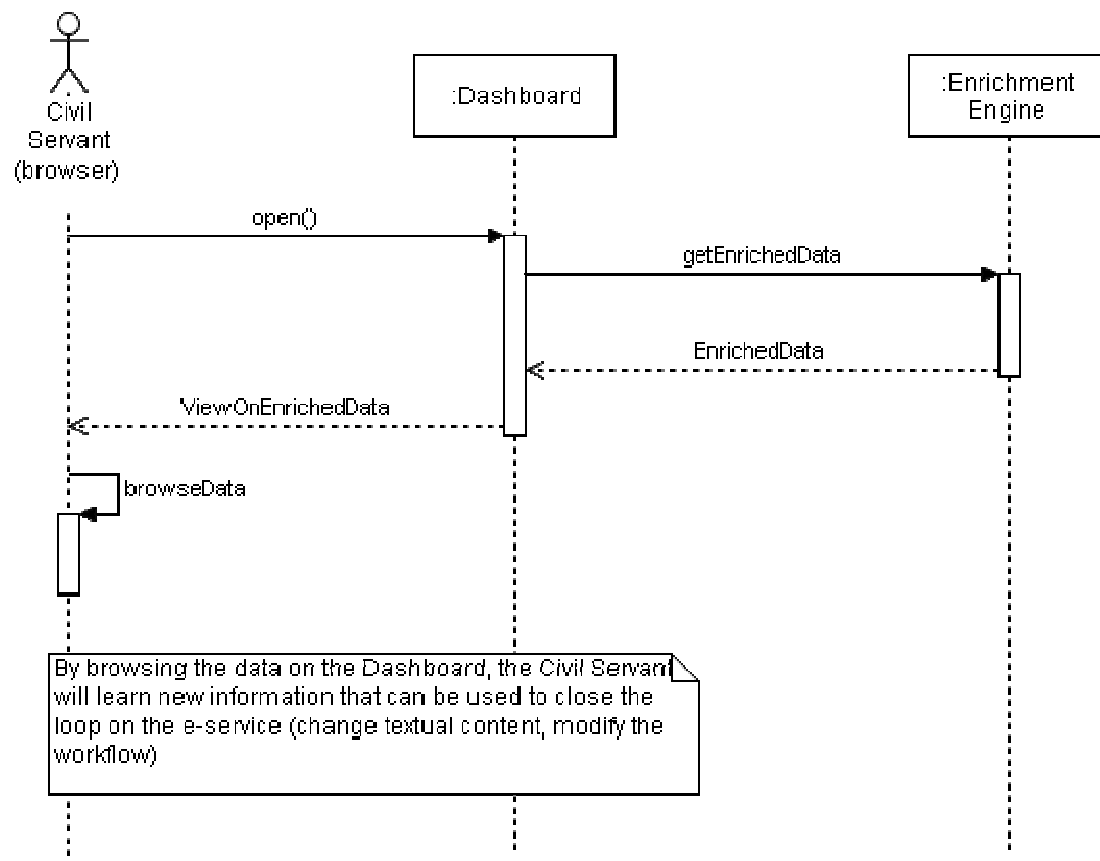 Civil
Servant
(browser)
:Dashboard
:Enrichment
Engine
open()
getEnrichedData
EnrichedData
ViewOnEnrichedData
browseData
By browsing the data on the Dashboard, the Civil Servant
will learn new information that can be used to close the
loop on the e-service (change textual content, modify the
workflow)